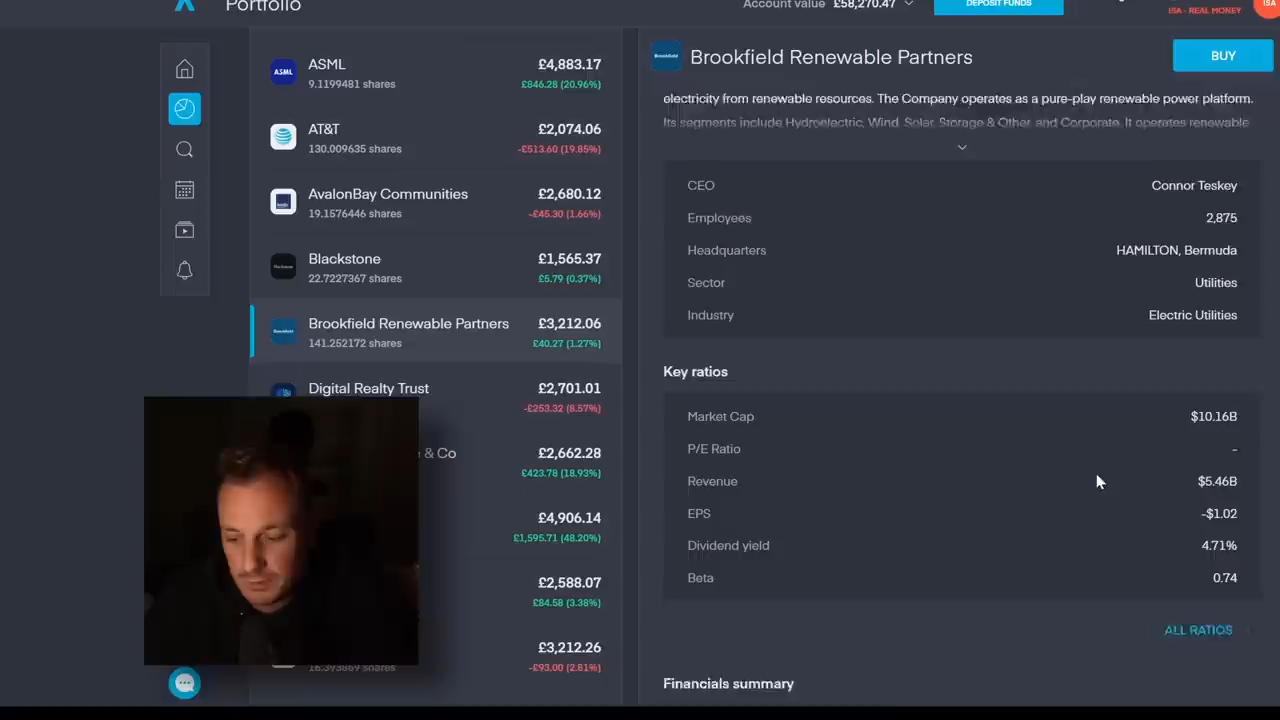 Portfolio
Account value £58,270.47
DEPOSIT FUNDS
ISA - REAL MONEY
ISA
ASML
ASML
£4,883.17
9.1199481 shares
£846.28 (20.96%)
AT&T
£2,074.06
130.009635 shares
-£513.60 (19.85%)
AvalonBay Communities
£2,680.12
19.1576446 shares
-£45.30 (1.66%)
Blackstone
£1,565.37
22.7227367 shares
£5.79 (0.37%)
Brookfield Renewable Partners
£3,212.06
141.252172 shares
£40.27 (1.27%)
Digital Realty Trust
£2,701.01
-£253.32 (8.57%)
& Co
£2,662.28
£423.78 (18.93%)
£4,906.14
£1,595.71 (48.20%)
£2,588.07
£84.58 (3.38%)
£3,212.26
16.393869 shares
-£93.00 (2.81%)
Brookfield Renewable Partners
BUY
electricity from renewable resources. The Company operates as a pure-play renewable power platform.
Its segments include Hydroelectric, Wind, Solar, Storage & Other and Corporate. It operates renewable
CEO
Connor Teskey
Employees
2,875
Headquarters
HAMILTON, Bermuda
Sector
Utilities
Industry
Electric Utilities
Key ratios
Market Cap
$10.16B
P/E Ratio
-
Revenue
$5.46B
EPS
-$1.02
Dividend yield
4.71%
Beta
0.74
ALL RATIOS
Financials summary